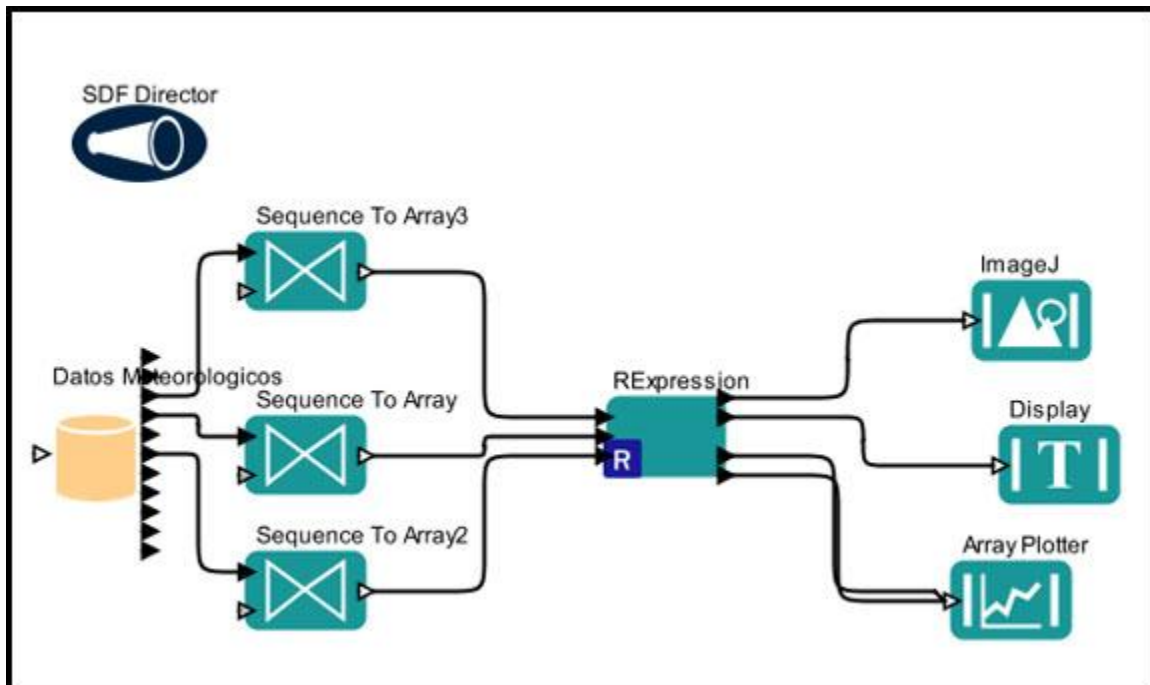 SDF Director
Sequence To Array3
ImageJ
Datos Meteorologicos
RExpression
Sequence To Array
Display
R
T
Sequence To Array2
Array Plotter